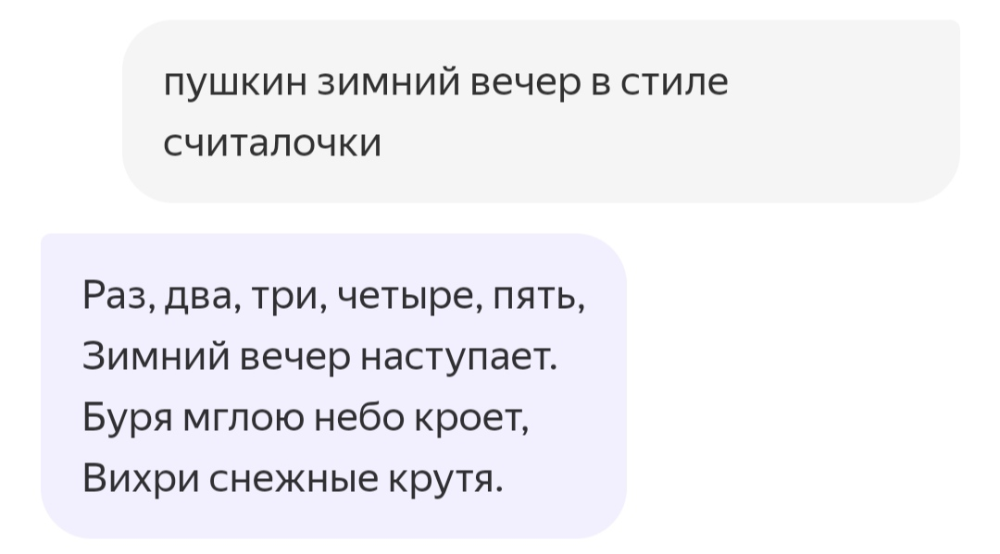 пушкин зимний вечер в стиле
считалочки
Раз, два, три, четыре, пять,
Зимний вечер наступает.
Буря мглою небо кроет,
Вихри снежные крутя.